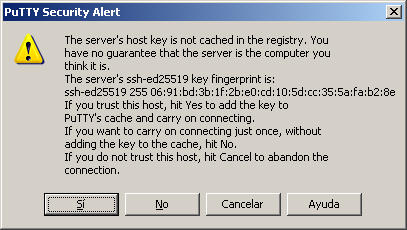 PuTTY Security Alert
The server's host key is not cached in the registry. You
have no guarantee that the server is the computer you
think it is.
The server's ssh-ed25519 key fingerprint is:
ssh-ed25519 255 06:91:bd:3b:1f:2b:e0:cd:10:5d:cc:35:5a:fa:b2:8e
If you trust this host, hit Yes to add the key to
PuTTY's cache and carry on connecting.
If you want to carry on connecting just once, without
adding the key to the cache, hit No.
If you do not trust this host, hit Cancel to abandon the
connection.
Sí No Cancelar Ayuda